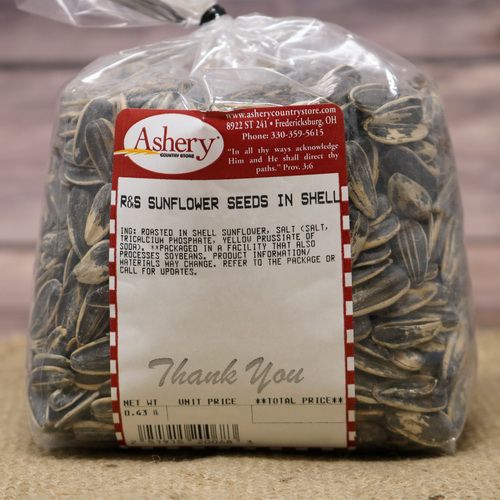 www.asherycountrystore.com
8922 ST 241 • Fredericksburg, OH
Phone: 330-359-5615
Ashery
COUNTRY STORE
"In all thy ways acknowledge
Him and He shall direct thy
paths." Prov. 3:6
R&S SUNFLOWER SEEDS IN SHELL
ING: ROASTED IN SHELL SUNFLOWER, SALT (SALT,
TRICALCIUM PHOSPHATE, YELLOW PRUSSIATE OF
SODA). **PACKAGED IN A FACILITY THAT ALSO
PROCESSES SOYBEANS. PRODUCT INFORMATION/
MATERIALS MAY CHANGE. REFER TO THE PACKAGE OR
CALL FOR UPDATES.
Thank You
NET WT UNIT PRICE **TOTAL PRICE**
0.63 lb